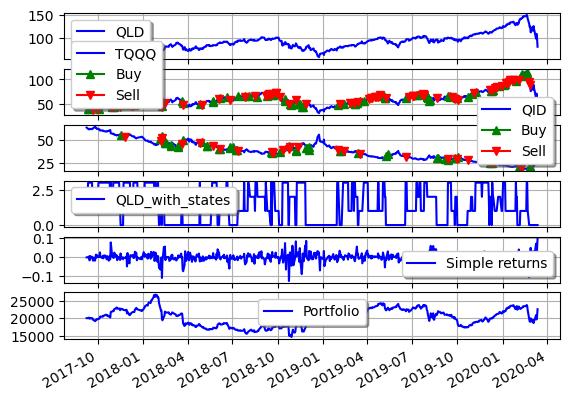 150
100
QLD
100
50
TQQQ
Buy
Sell
50
25
QID
Buy
Sell
2.5
0.0
QLD_with_states
0.1
0.0
−0.1
Simple returns
25000
20000
15000
Portfolio
2017-10
2018-01
2018-04
2018-07
2018-10
2019-01
2019-04
2019-07
2019-10
2020-01
2020-04